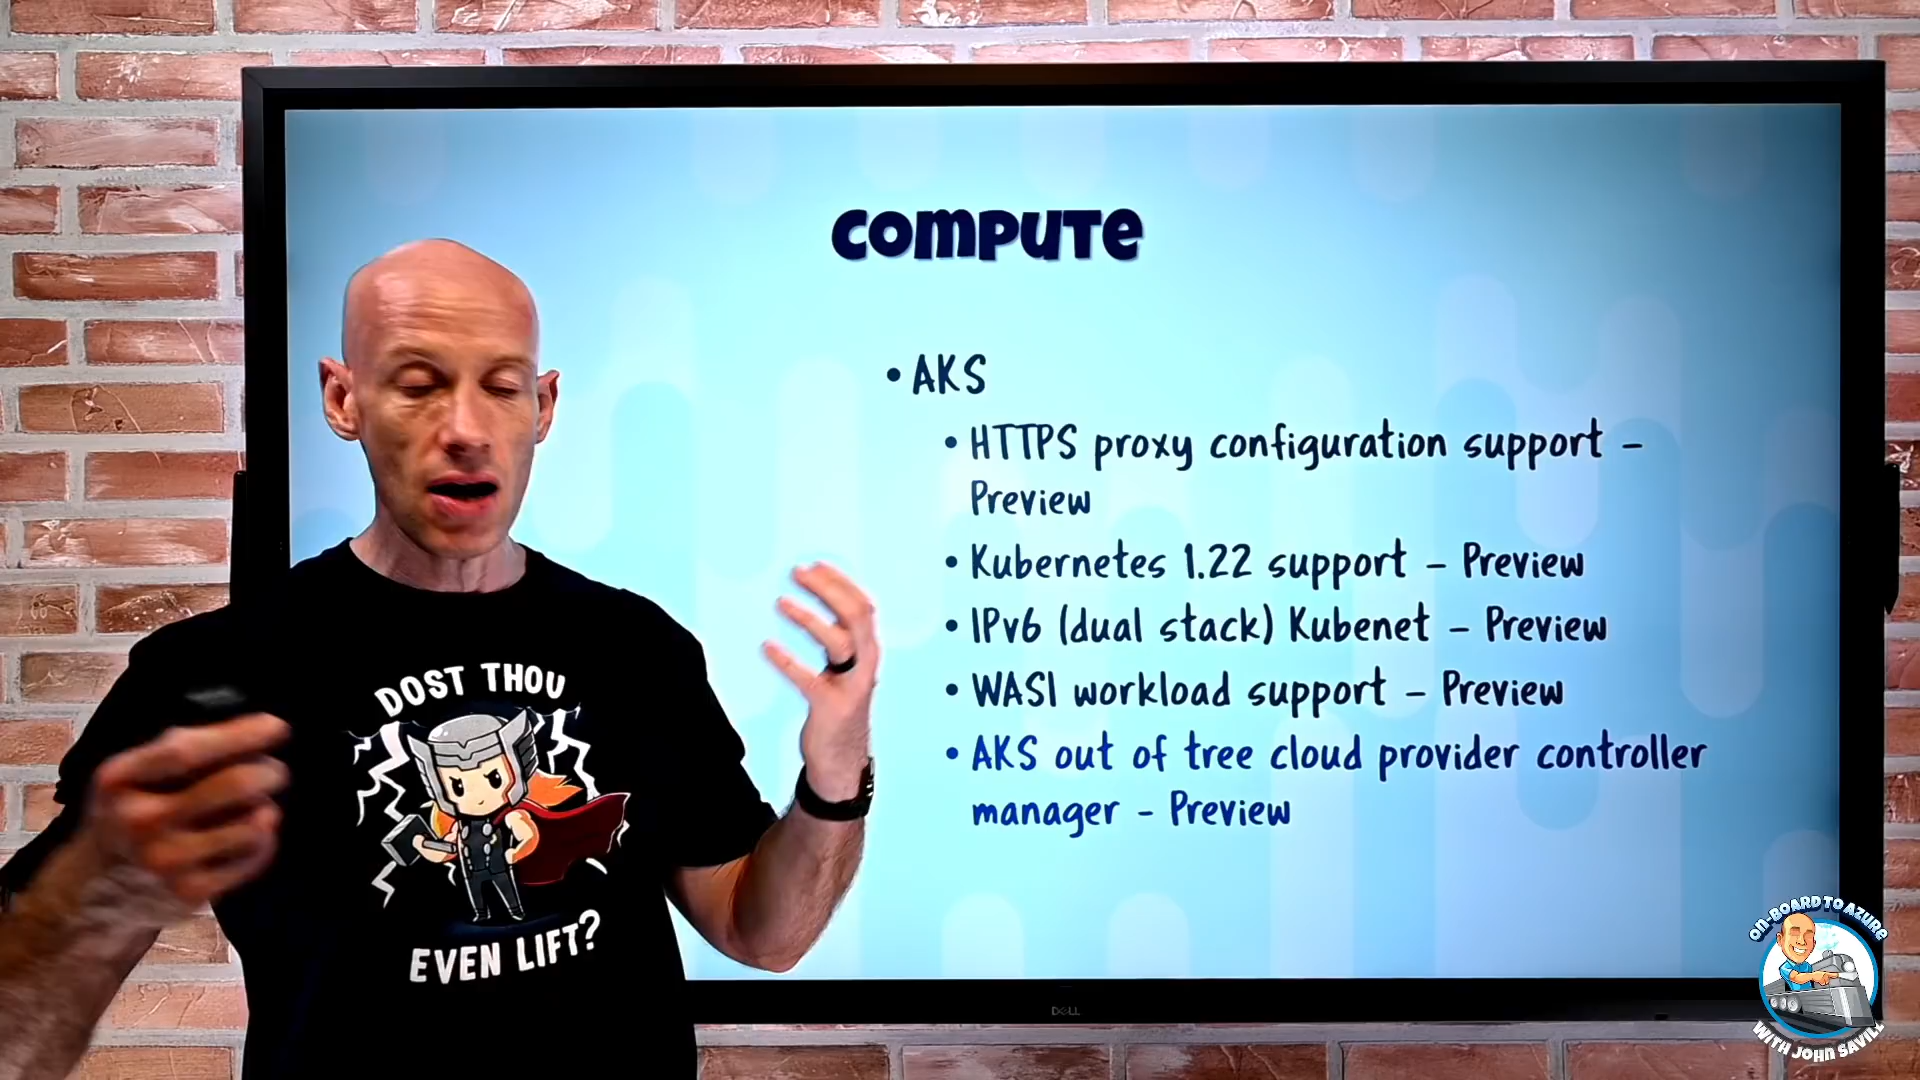 COMPUTE
• AKS
• HTTPS proxy configuration support –
Preview
• Kubernetes 1.22 support – Preview
• IPv6 (dual stack) Kubenet – Preview
• WASI workload support – Preview
• AKS out of tree cloud provider controller
manager - Preview
DOST THOU
EVEN LIFT?
DELL
ON-BOARD TO AZURE
WITH JOHN SAVILL